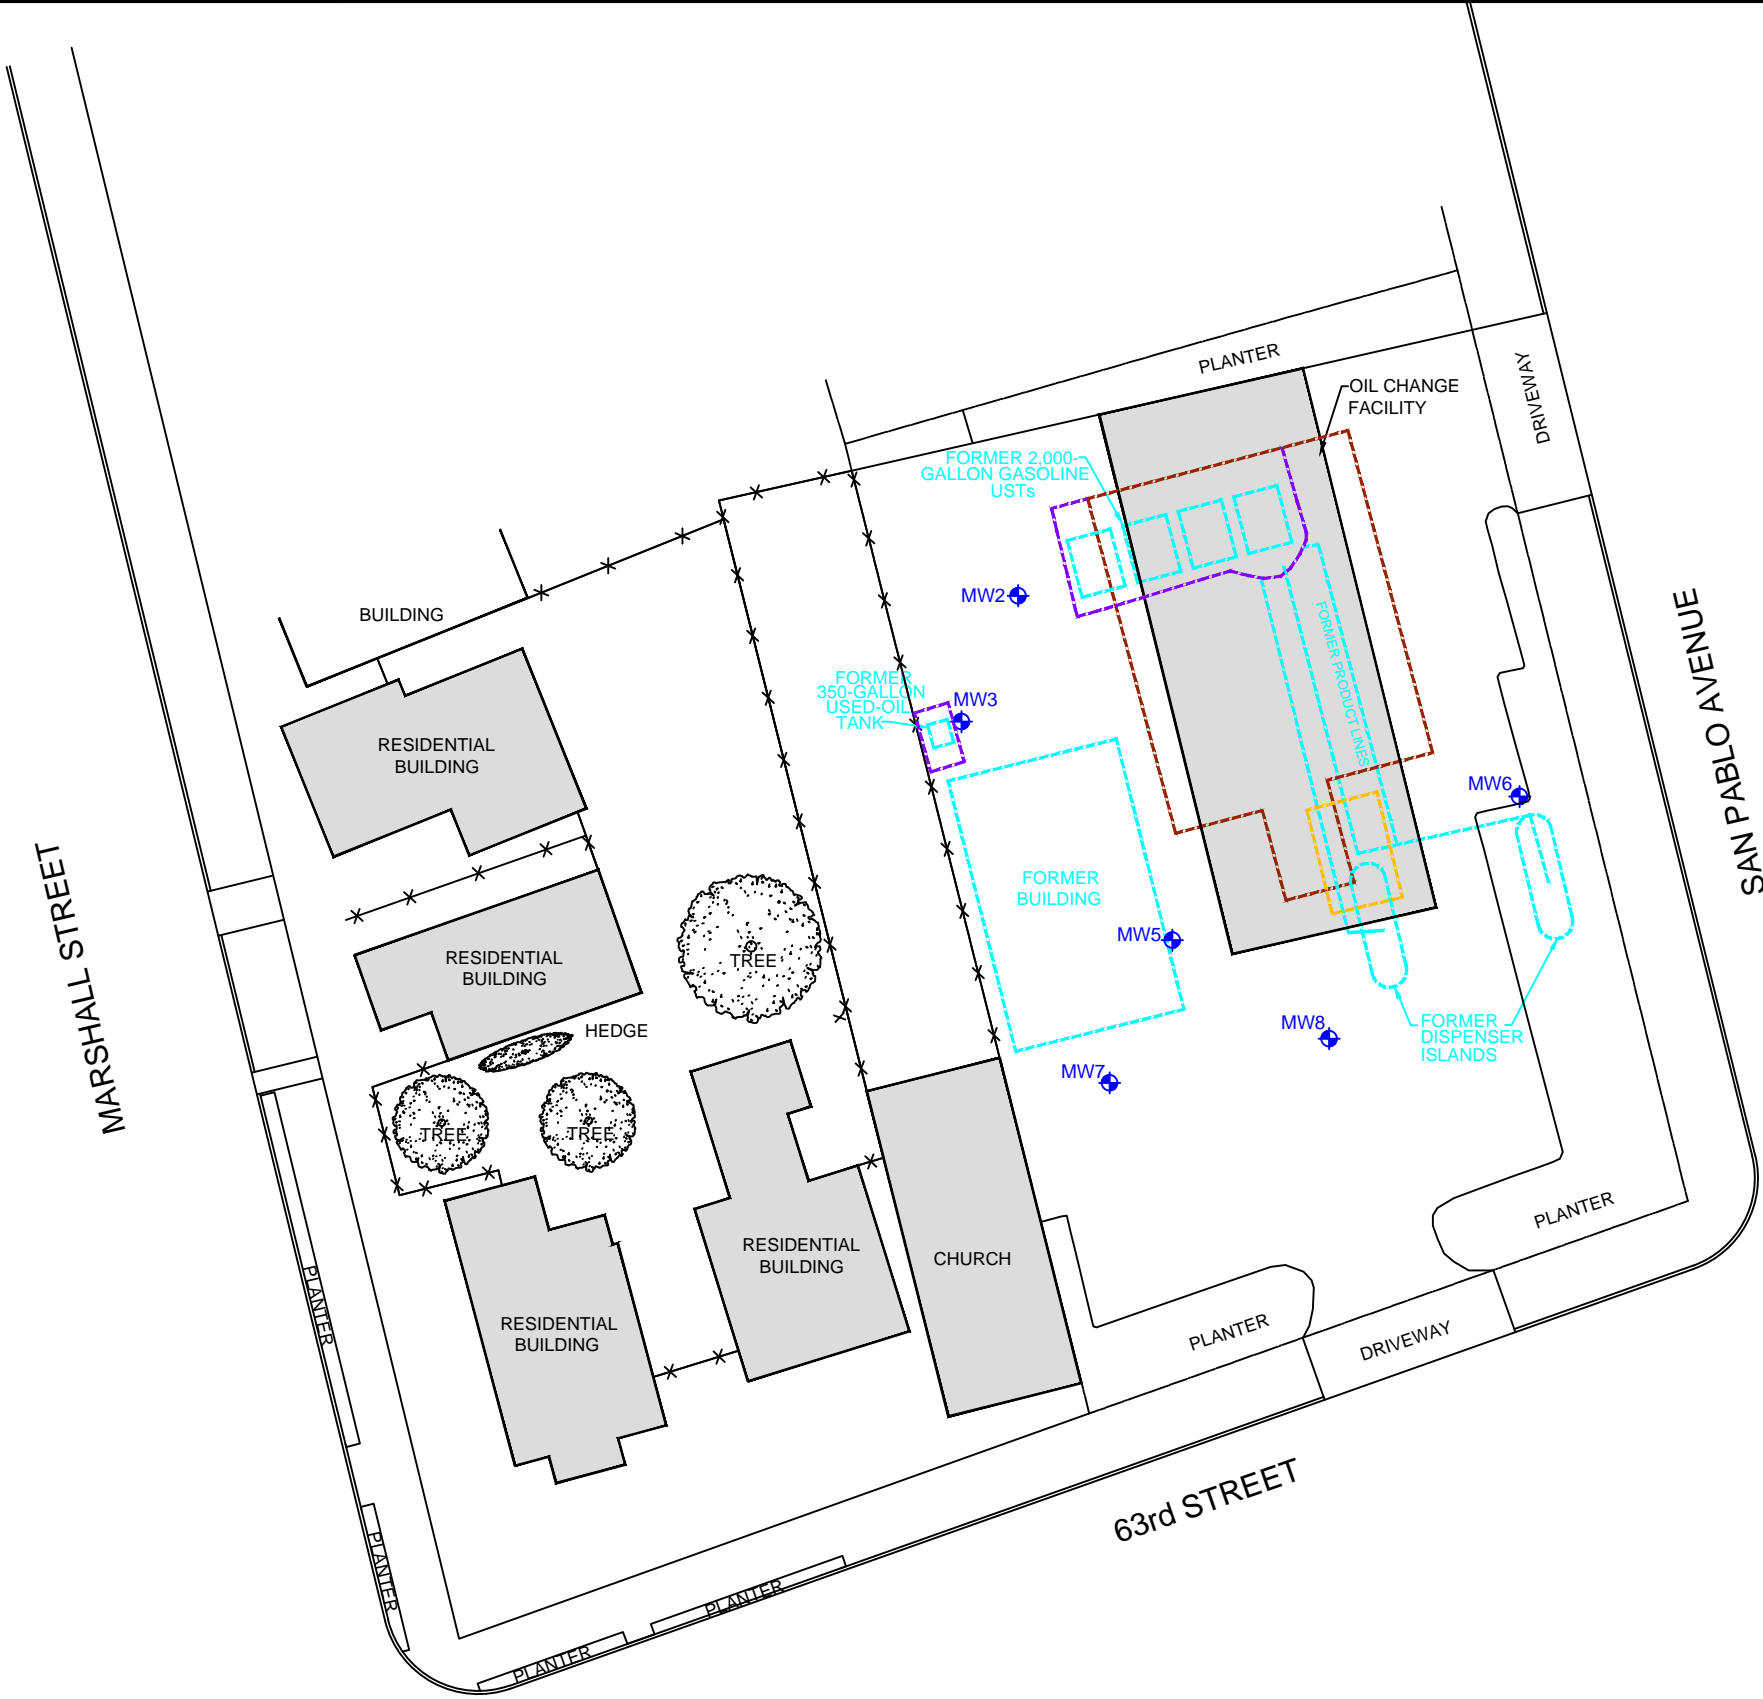 PLANTER
DRIVEWAY
OIL CHANGE
FACILITY
FORMER 2,000-
GALLON GASOLINE
USTs
MW2
BUILDING
FORMER PRODUCT LINES
SAN PABLO AVENUE
FORMER
350-GALLON
USED-OIL
TANK
MW3
RESIDENTIAL
BUILDING
MW6
MARSHALL STREET
FORMER
BUILDING
MW5
RESIDENTIAL
BUILDING
TREE
HEDGE
MW8
FORMER
DISPENSER
ISLANDS
MW7
TREE
TREE
PLANTER
RESIDENTIAL
BUILDING
CHURCH
PLANTER
RESIDENTIAL
BUILDING
PLANTER
DRIVEWAY
63rd STREET
PLANTER
PLANTER
PLANTER